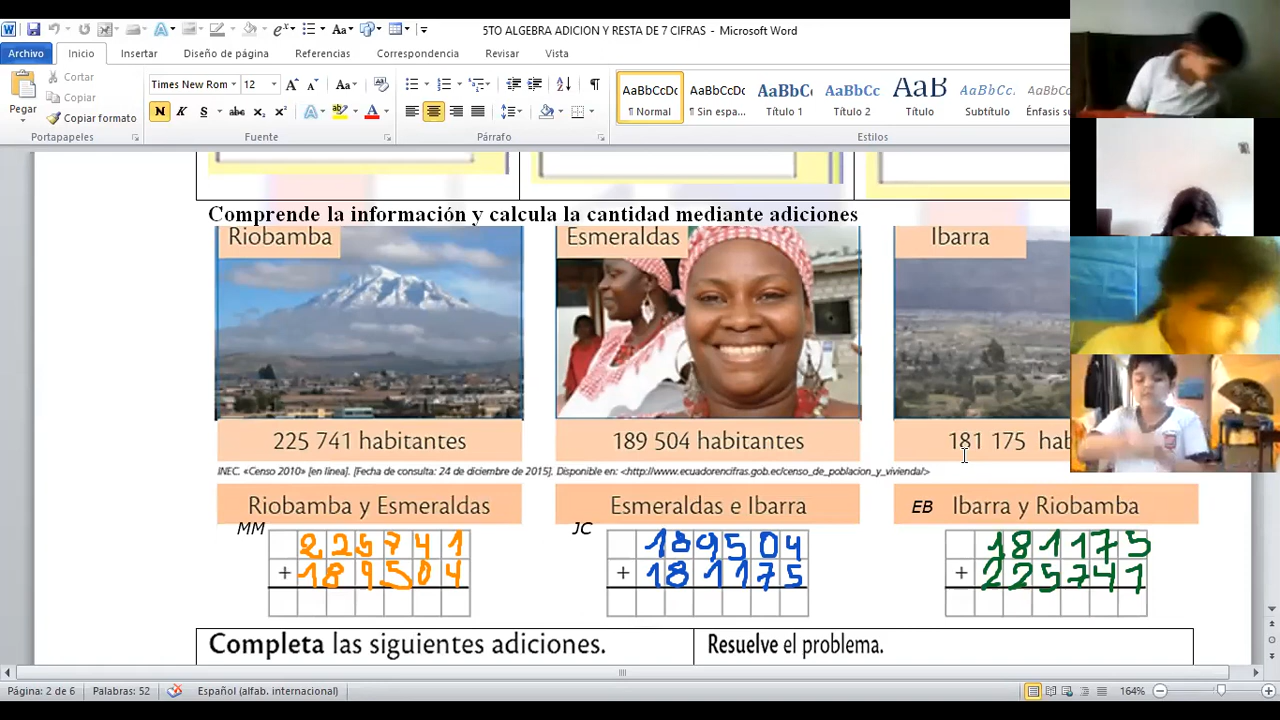 5TO ALGEBRA ADICION Y RESTA DE 7 CIFRAS - Microsoft Word
Archivo Inicio Insertar Diseño de página Referencias Correspondencia Revisar Vista
Pegar
Cortar
Copiar
Copiar formato
Times New Rom 12
AaBbCcDc AaBbCcDc AaBbC AaBbCc AaB AaBbCc. AaBbCc
¶ Normal ¶ Sin espa... Título 1 Título 2 Título Subtítulo Énfasis su
Portapapeles Fuente Párrafo Estilos
Comprende la información y calcula la cantidad mediante adiciones
Riobamba Esmeraldas Ibarra
225 741 habitantes 189 504 habitantes 181 175 hab
INEC. «Censo 2010» [en línea]. [Fecha de consulta: 24 de diciembre de 2015]. Disponible en: <http://www.ecuadorencifras.gob.ec/censo_de_poblacion_y_vivienda/>
Riobamba y Esmeraldas Esmeraldas e Ibarra EB Ibarra y Riobamba
MM JC
225741 189504 181175
+ 189504 + 181175 + 225741
Completa las siguientes adiciones. Resuelve el problema.
Página: 2 de 6 Palabras: 52 Español (alfab. internacional) 164%